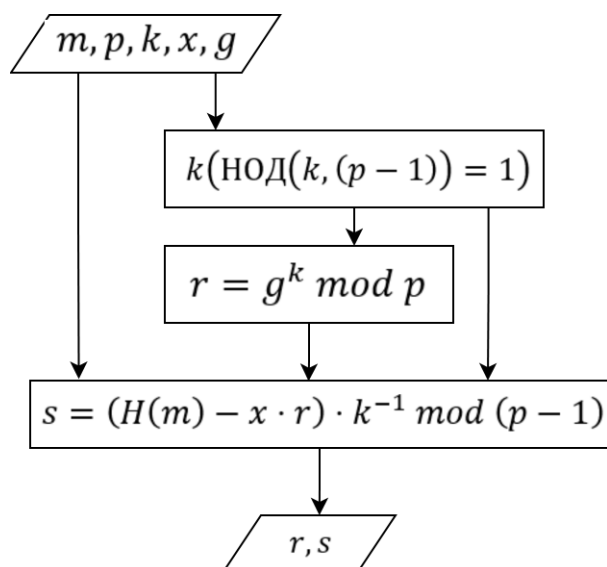 m, p, k, x, g
k(НОД(k, (p − 1)) = 1)
r = g^k mod p
s = (H(m) − x · r) · k^{-1} mod (p − 1)
r, s